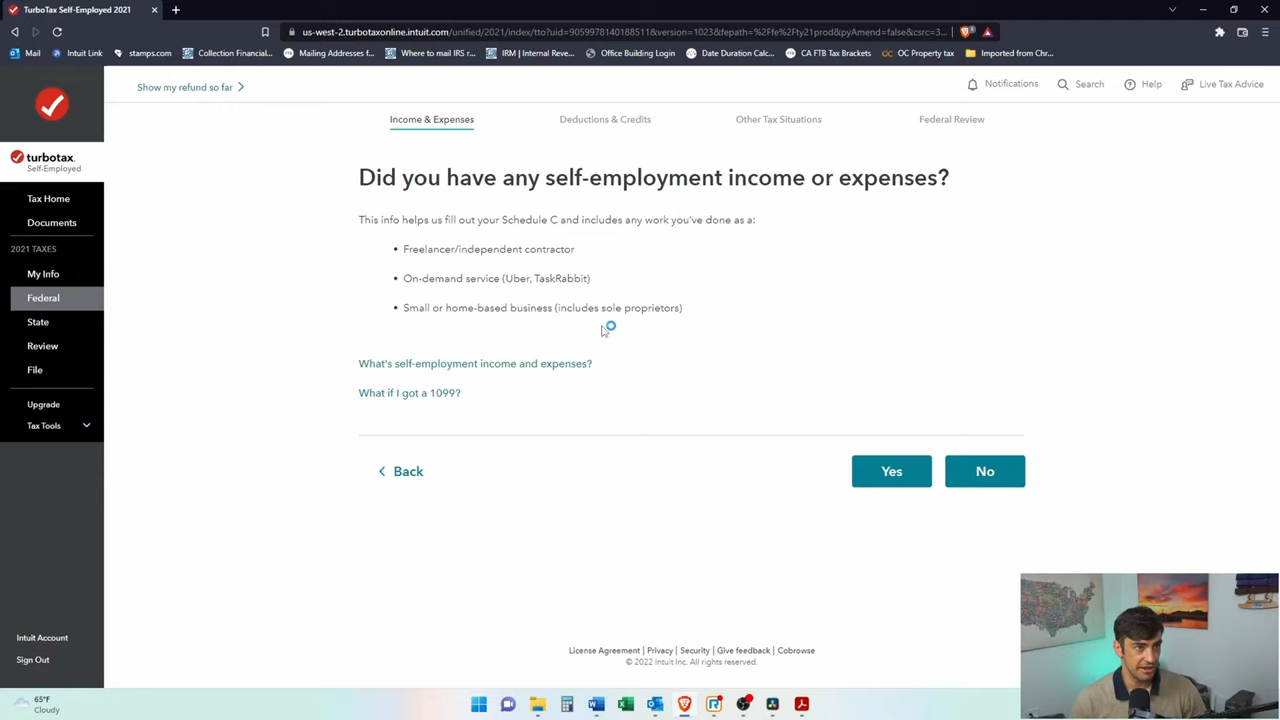 TurboTax Self-Employed 2021
us-west-2.turbotaxonline.intuit.com/unified/2021/index/tto?uid=9059978140188511&version=1023&fepath=%2Ffe%2Fty21prod&pyAmend=false&csrc=3...
Mail
Intuit Link
stamps.com
Collection Financial...
Mailing Addresses f...
Where to mail IRS r...
IRM | Internal Reve...
Office Building Login
Date Duration Calc...
CA FTB Tax Brackets
OC Property tax
Imported from Chr...
Show my refund so far
Notifications
Search
Help
Live Tax Advice
Income & Expenses
Deductions & Credits
Other Tax Situations
Federal Review
turbotax
Self-Employed
Tax Home
Documents
2021 TAXES
My Info
Federal
State
Review
File
Upgrade
Tax Tools
Intuit Account
Sign Out
Did you have any self-employment income or expenses?
This info helps us fill out your Schedule C and includes any work you've done as a:
• Freelancer/independent contractor
• On-demand service (Uber, TaskRabbit)
• Small or home-based business (includes sole proprietors)
What's self-employment income and expenses?
What if I got a 1099?
Back
Yes
No
License Agreement | Privacy | Security | Give feedback | Cobrowse
© 2022 Intuit Inc. All rights reserved.
65°F
Cloudy